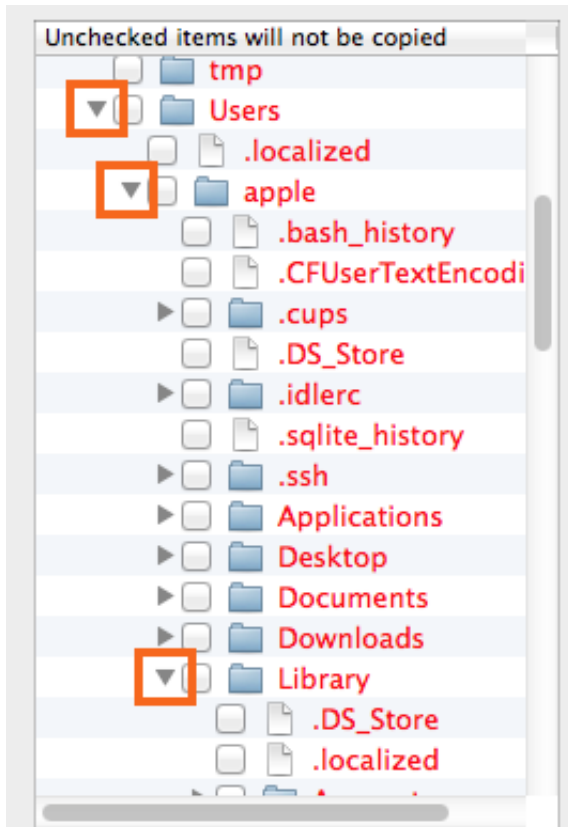 Unchecked items will not be copied
tmp
Users
.localized
apple
.bash_history
.CFUserTextEncodi
.cups
.DS_Store
.idlerc
.sqlite_history
.ssh
Applications
Desktop
Documents
Downloads
Library
.DS_Store
.localized